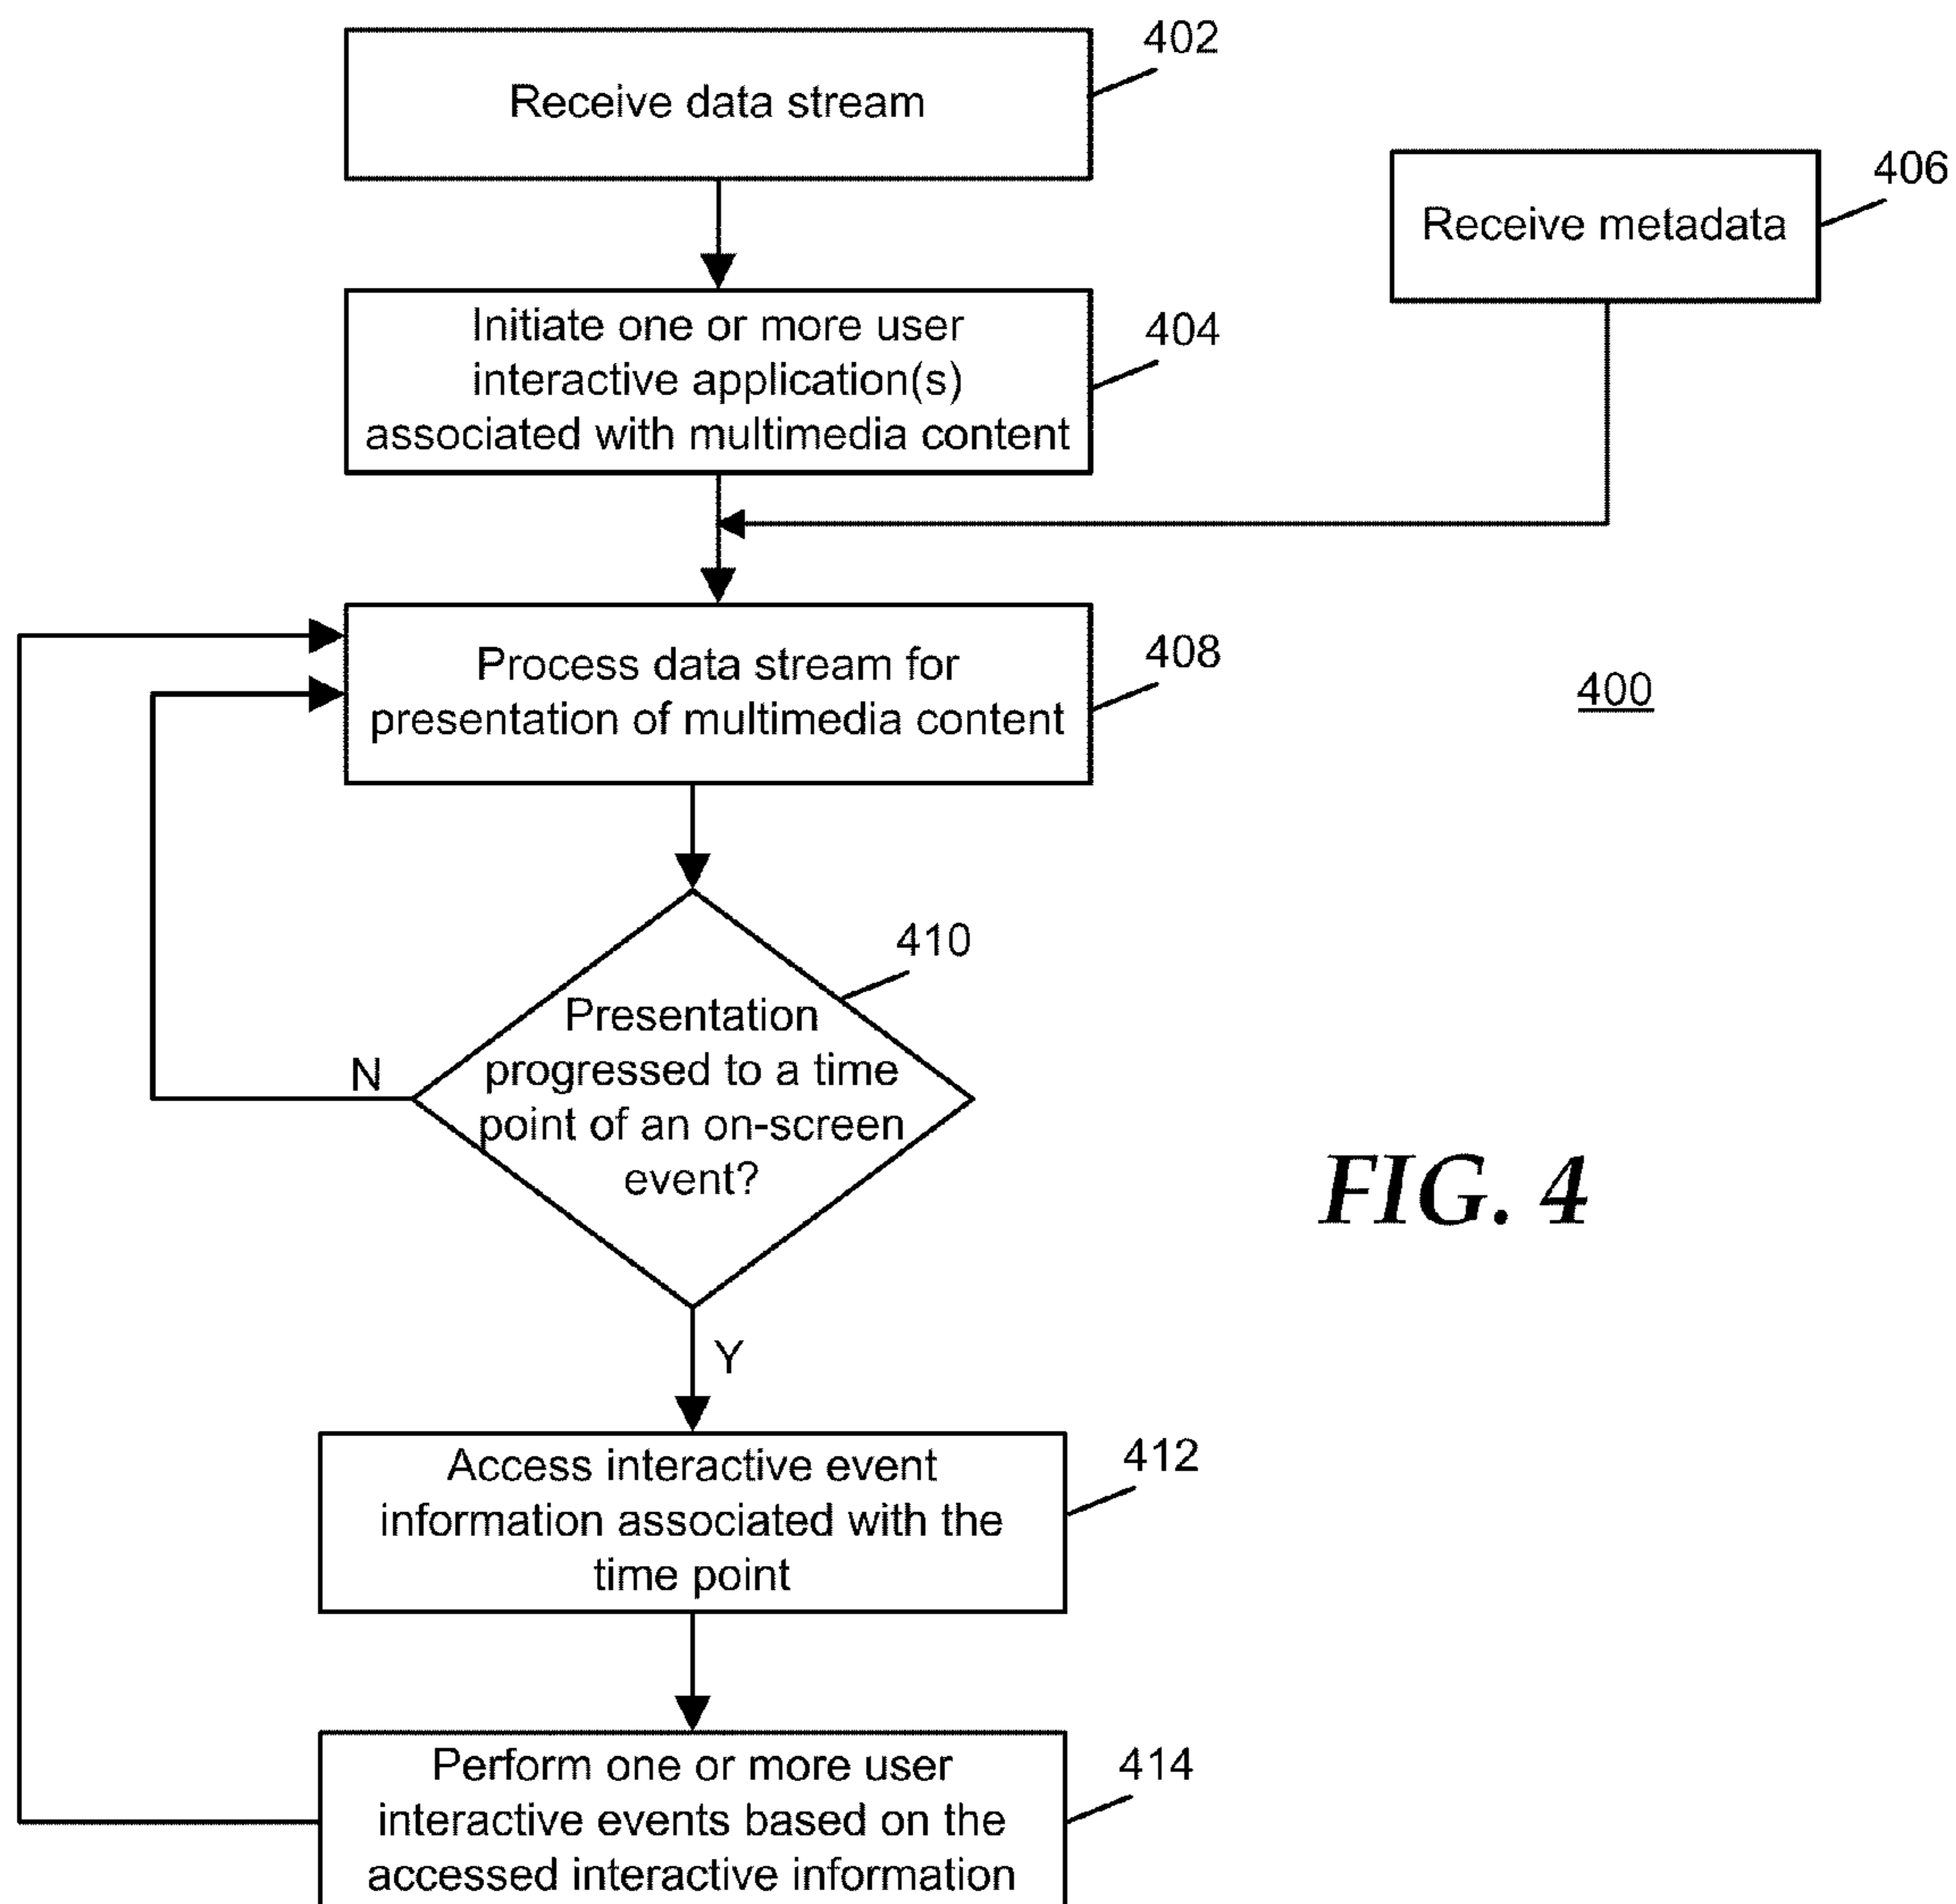 402
Receive data stream
406
Receive metadata
Initiate one or more user
interactive application(s)
associated with multimedia content
404
Process data stream for
presentation of multimedia content
408
400
410
Presentation
progressed to a time
point of an on-screen
event?
N
FIG. 4
Y
Access interactive event
information associated with the
time point
412
Perform one or more user
interactive events based on the
accessed interactive information
414